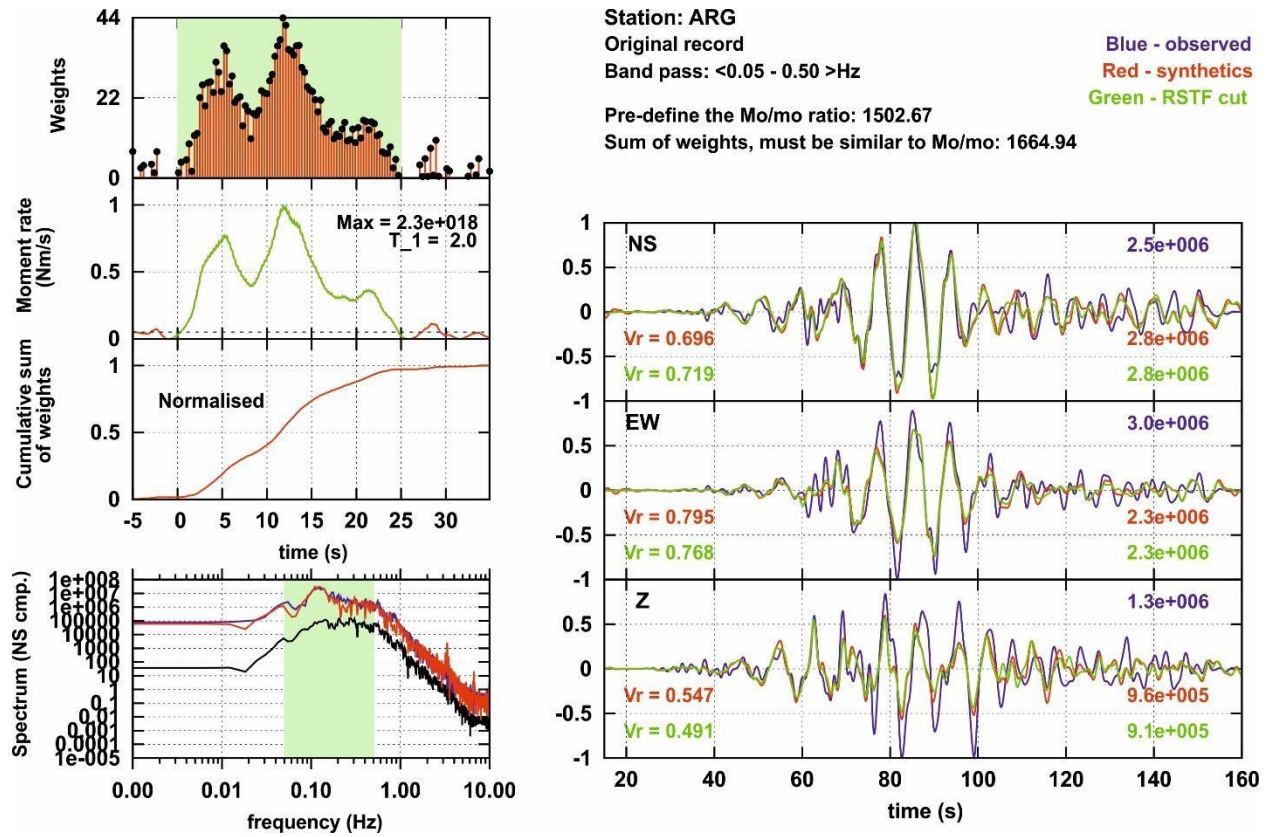 44
22
0
Weights
1
0.5
0
Moment rate
(Nm/s)
Max = 2.3e+018
T_1 = 2.0
1
0.5
0
Cumulative sum
of weights
Normalised
-5 0 5 10 15 20 25 30
time (s)
1e+008
1e+006
100000
1000
100
10
1
0.1
0.01
0.0001
1e-005
Spectrum (NS cmp.)
0.00 0.01 0.10 1.00 10.00
frequency (Hz)
Station: ARG
Original record
Band pass: <0.05 - 0.50 >Hz
Pre-define the Mo/mo ratio: 1502.67
Sum of weights, must be similar to Mo/mo: 1664.94
Blue - observed
Red - synthetics
Green - RSTF cut
1
0.5
0
-0.5
-1
NS
2.5e+006
Vr = 0.696
2.8e+006
Vr = 0.719
2.8e+006
0.5
0
-0.5
-1
EW
3.0e+006
Vr = 0.795
2.3e+006
Vr = 0.768
2.3e+006
0.5
0
-0.5
-1
Z
1.3e+006
Vr = 0.547
9.6e+005
Vr = 0.491
9.1e+005
20 40 60 80 100 120 140 160
time (s)